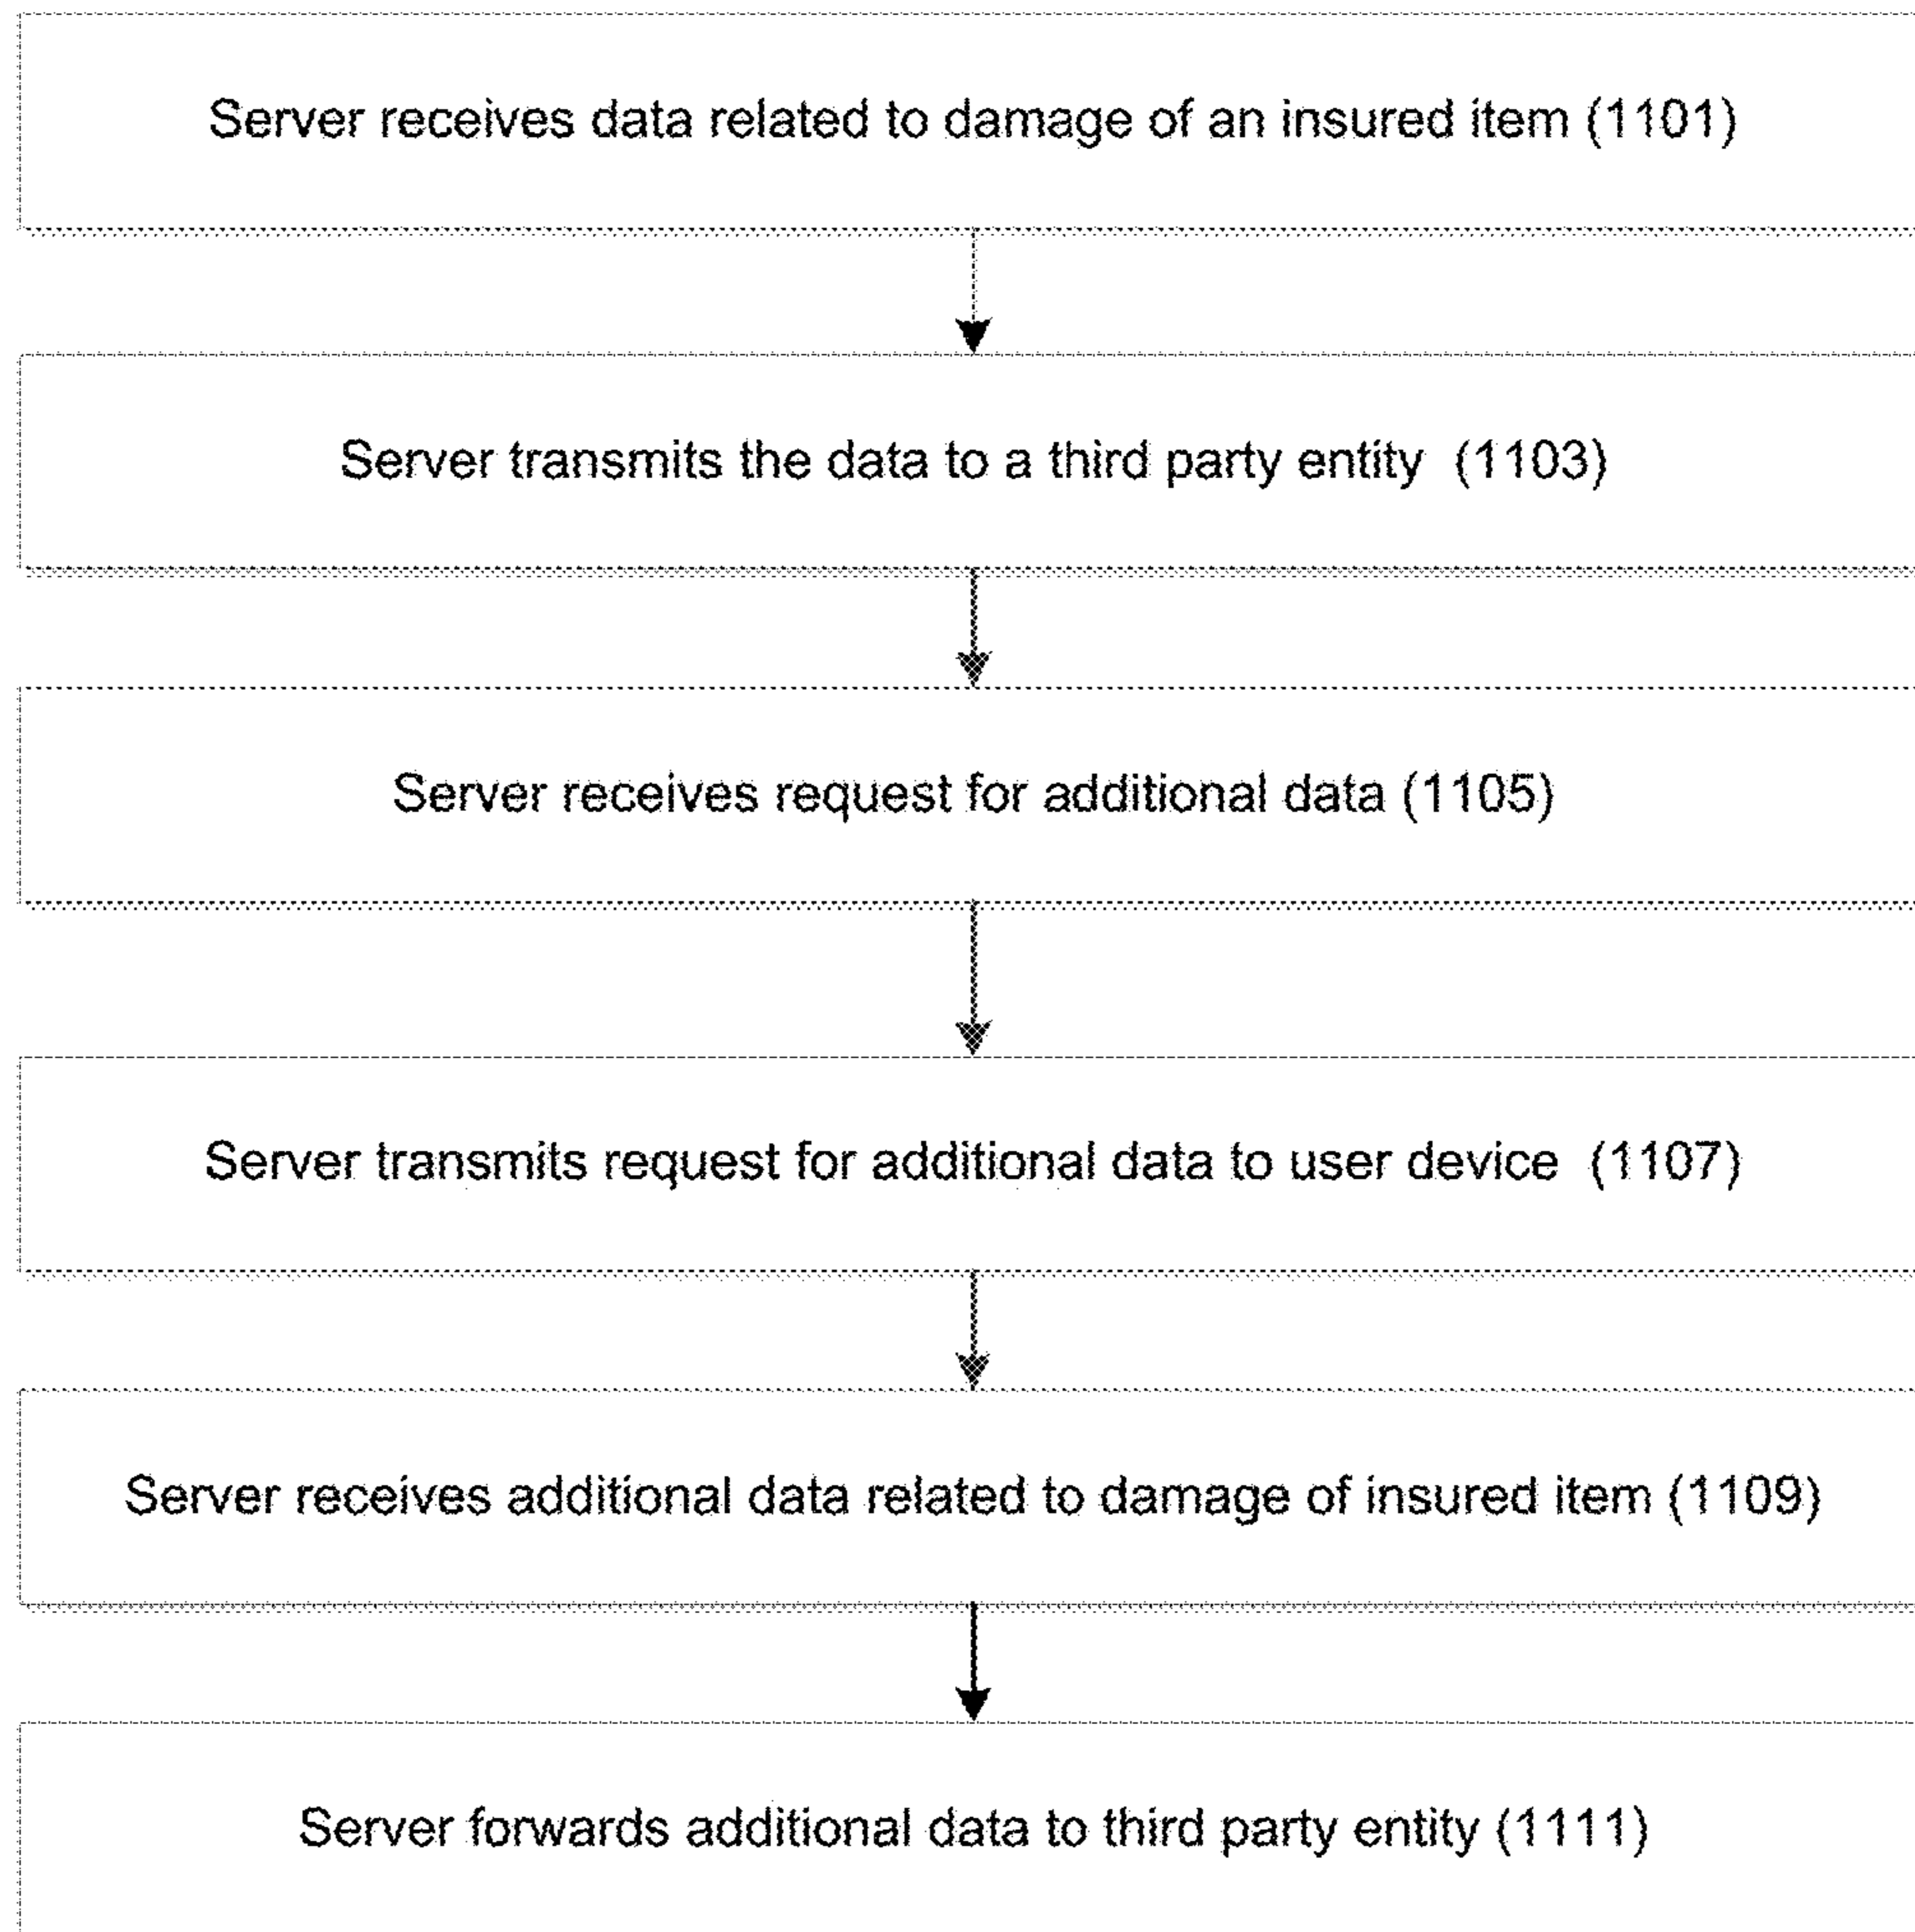 Server receives data related to damage of an insured item (1101)
Server transmits the data to a third party entity (1103)
Server receives request for additional data (1105)
Server transmits request for additional data to user device (1107)
Server receives additional data related to damage of insured item (1109)
Server forwards additional data to third party entity (1111)